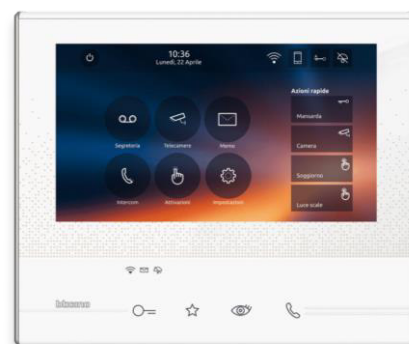 10:36
Lunedì, 22 Aprile
Azioni rapide
Mansarda
Segreteria
Telecamere
Memo
Camera
Soggiorno
Intercom
Attivazioni
Impostazioni
Luce scale
bticino